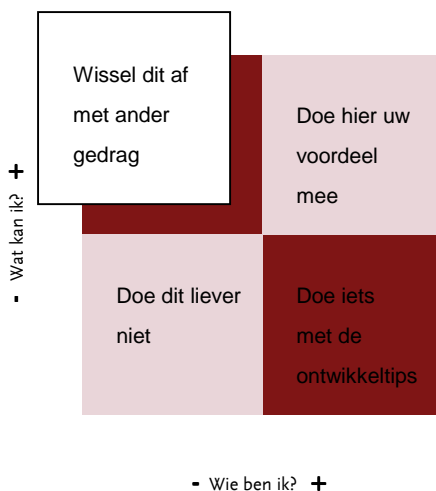 Wissel dit af
met ander
gedrag
Doe hier uw
voordeel
mee
- Wat kan ik? +
Doe dit liever
niet
Doe iets
met de
ontwikkeltips
- Wie ben ik? +